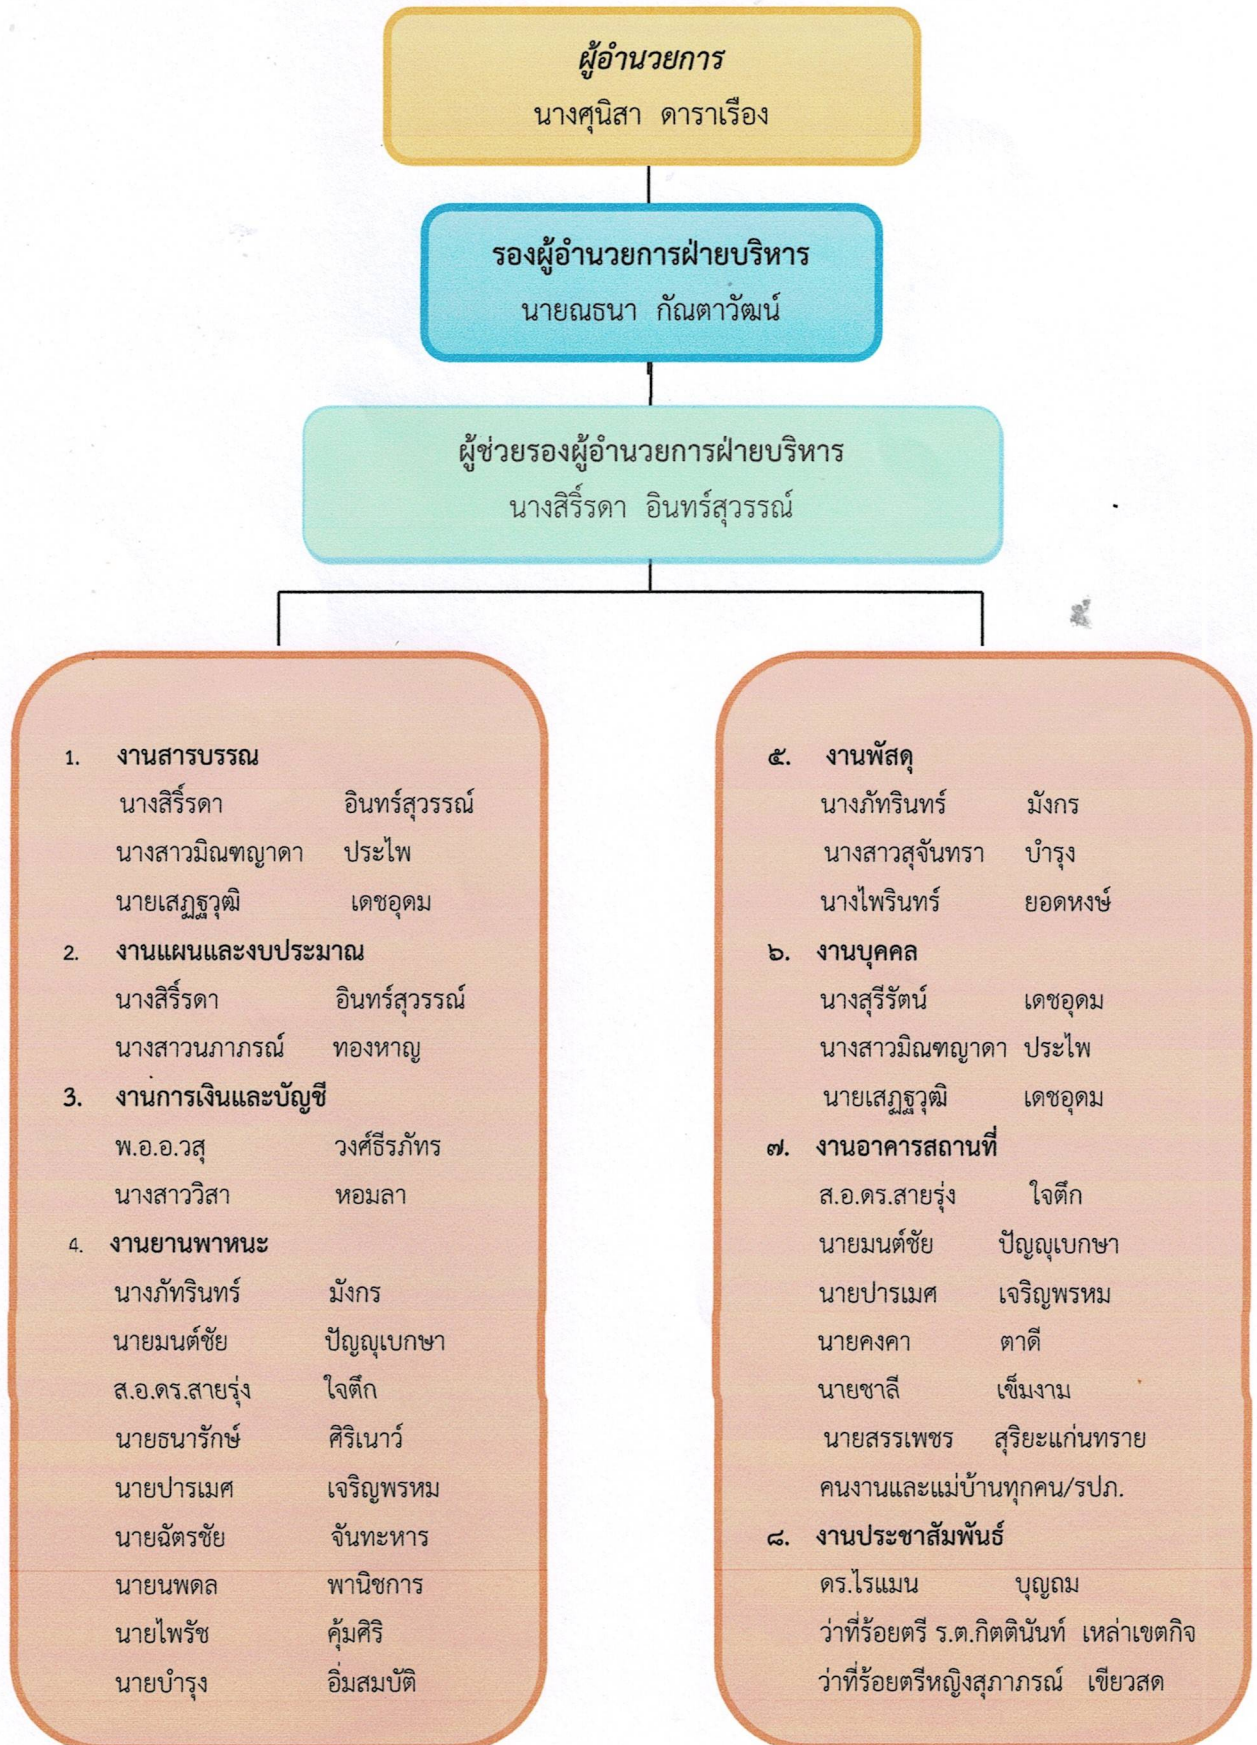 ผู้อำนวยการ
นางศุนิสา ดาราเรือง
รองผู้อำนวยการฝ่ายบริหาร
นายณธนา กัณตาวัฒน์
ผู้ช่วยรองผู้อำนวยการฝ่ายบริหาร
นางสิริ์รดา อินทร์สุวรรณ์
1. งานสารบรรณ
นางสิริ์รดา อินทร์สุวรรณ์
นางสาวมิณฑญาดา ประไพ
นายเสฏฐวุฒิ เดชอุดม
2. งานแผนและงบประมาณ
นางสิริ์รดา อินทร์สุวรรณ์
นางสาวนภาภรณ์ ทองหาญ
3. งานการเงินและบัญชี
พ.อ.อ.วสุ วงศ์ธีรภัทร
นางสาววิสา หอมลา
4. งานยานพาหนะ
นางภัทรินทร์ มังกร
นายมนต์ชัย ปัญญุเบกษา
ส.อ.ดร.สายรุ่ง ใจตึก
นายธนารักษ์ ศิริเนาว์
นายปารเมศ เจริญพรหม
นายฉัตรชัย จันทะหาร
นายนพดล พานิชการ
นายไพรัช คุ้มศิริ
นายบำรุง อิ่มสมบัติ
๕. งานพัสดุ
นางภัทรินทร์ มังกร
นางสาวสุจันทรา บำรุง
นางไพรินทร์ ยอดหงษ์
๖. งานบุคคล
นางสุรีรัตน์ เดชอุดม
นางสาวมิณฑญาดา ประไพ
นายเสฏฐวุฒิ เดชอุดม
๗. งานอาคารสถานที่
ส.อ.ดร.สายรุ่ง ใจตึก
นายมนต์ชัย ปัญญุเบกษา
นายปารเมศ เจริญพรหม
นายคงคา ตาดี
นายชาลี เข็มงาม
นายสรรเพชร สุริยะแก่นทราย
คนงานและแม่บ้านทุกคน/รปภ.
๘. งานประชาสัมพันธ์
ดร.ไรแมน บุญถม
ว่าที่ร้อยตรี ร.ต.กิตตินันท์ เหล่าเขตกิจ
ว่าที่ร้อยตรีหญิงสุภาภรณ์ เขียวสด